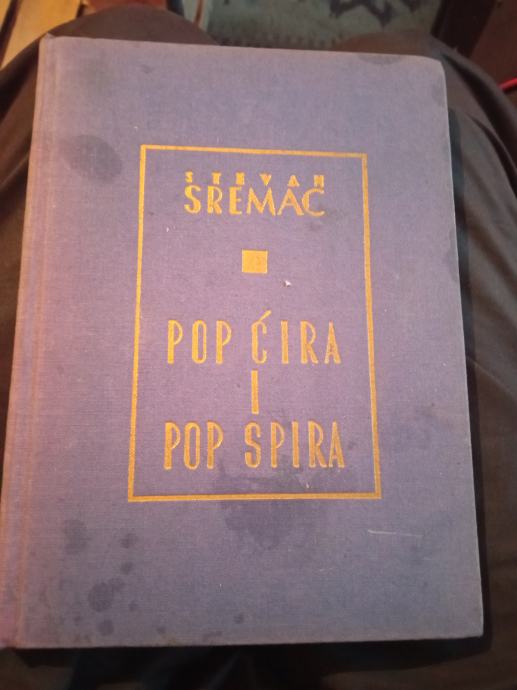 STEVAN
SREMAC
POP ĆIRA
I
POP SPIRA